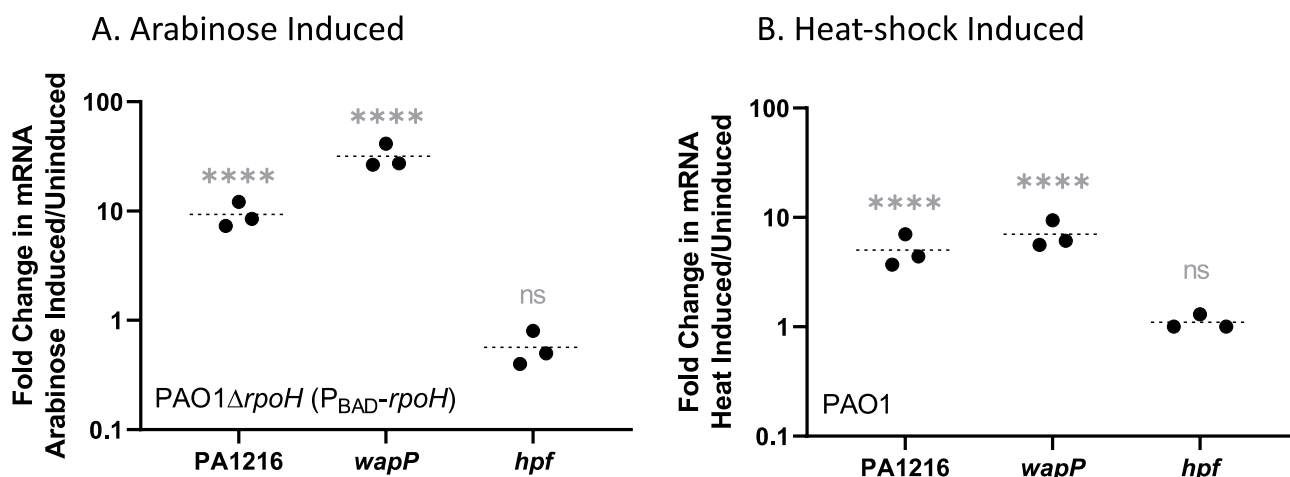 A. Arabinose Induced
Fold Change in mRNA
Arabinose Induced/Uninduced
100
10
1
0.1
****
****
ns
PAO1ΔrpoH (PBAD-rpoH)
PA1216
wapP
hpf
B. Heat-shock Induced
Fold Change in mRNA
Heat Induced/Uninduced
100
10
1
0.1
****
****
ns
PAO1
PA1216
wapP
hpf